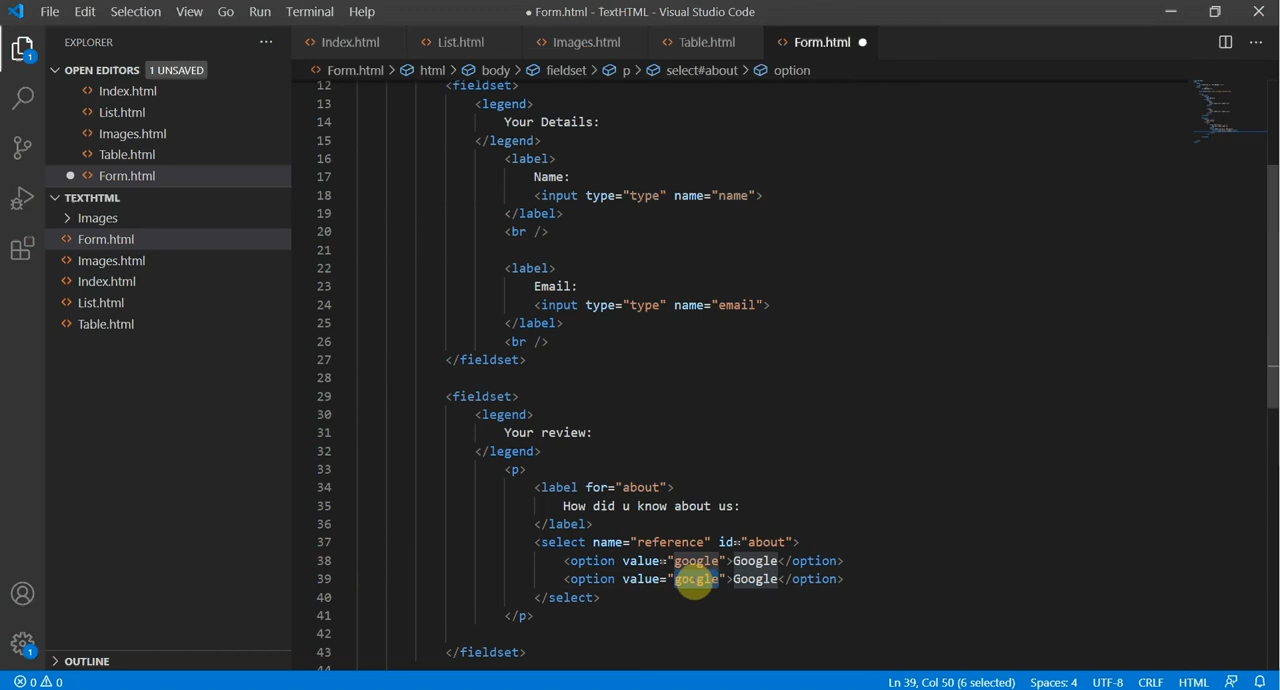 File Edit Selection View Go Run Terminal Help
● Form.html - TextHTML - Visual Studio Code
EXPLORER ···
Index.html List.html Images.html Table.html Form.html ●
OPEN EDITORS 1 UNSAVED
Form.html > html > body > fieldset > p > select#about > option
Index.html
List.html
Images.html
Table.html
● Form.html
TEXTHTML
Images
Form.html
Images.html
Index.html
List.html
Table.html
12 <fieldset>
13 <legend>
14 Your Details:
15 </legend>
16 <label>
17 Name:
18 <input type="type" name="name">
19 </label>
20 <br />
21
22 <label>
23 Email:
24 <input type="type" name="email">
25 </label>
26 <br />
27 </fieldset>
28
29 <fieldset>
30 <legend>
31 Your review:
32 </legend>
33 <p>
34 <label for="about">
35 How did u know about us:
36 </label>
37 <select name="reference" id="about">
38 <option value="google">Google</option>
39 <option value="google">Google</option>
40 </select>
41 </p>
42
43 </fieldset>
44
OUTLINE
1
1
0 0 Ln 39, Col 50 (6 selected) Spaces: 4 UTF-8 CRLF HTML